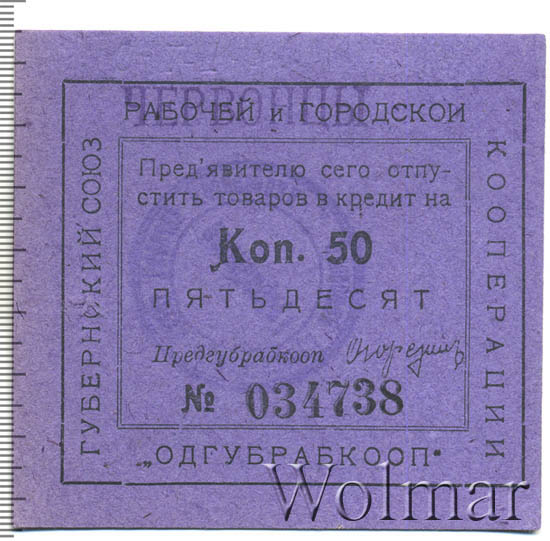 ЧЕРВОНЦЫ
РАБОЧЕЙ и ГОРОДСКОЙ
ГУБЕРНСКИЙ СОЮЗ
КООПЕРАЦИИ
Пред'явителю сего отпу-
стить товаров в кредит на
Коп. 50
ПЯТЬДЕСЯТ
Предгубрабкооп
№ 034738
„ОДГУБРАБКООП"
Wolmar